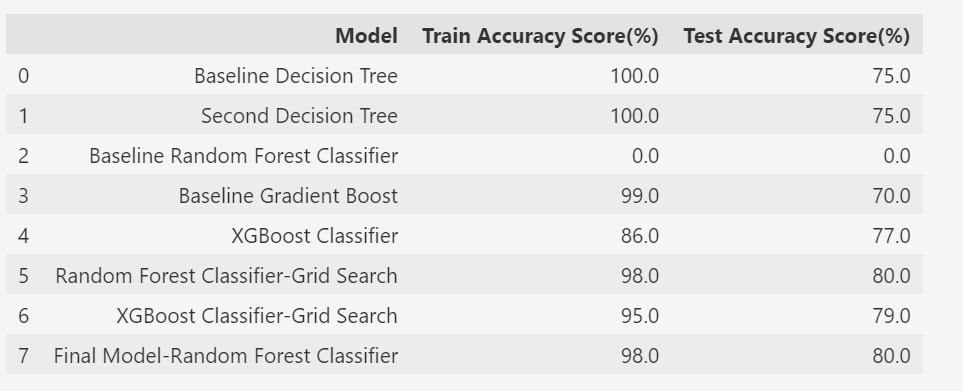 Model Train Accuracy Score(%) Test Accuracy Score(%)
0 Baseline Decision Tree 100.0 75.0
1 Second Decision Tree 100.0 75.0
2 Baseline Random Forest Classifier 0.0 0.0
3 Baseline Gradient Boost 99.0 70.0
4 XGBoost Classifier 86.0 77.0
5 Random Forest Classifier-Grid Search 98.0 80.0
6 XGBoost Classifier-Grid Search 95.0 79.0
7 Final Model-Random Forest Classifier 98.0 80.0